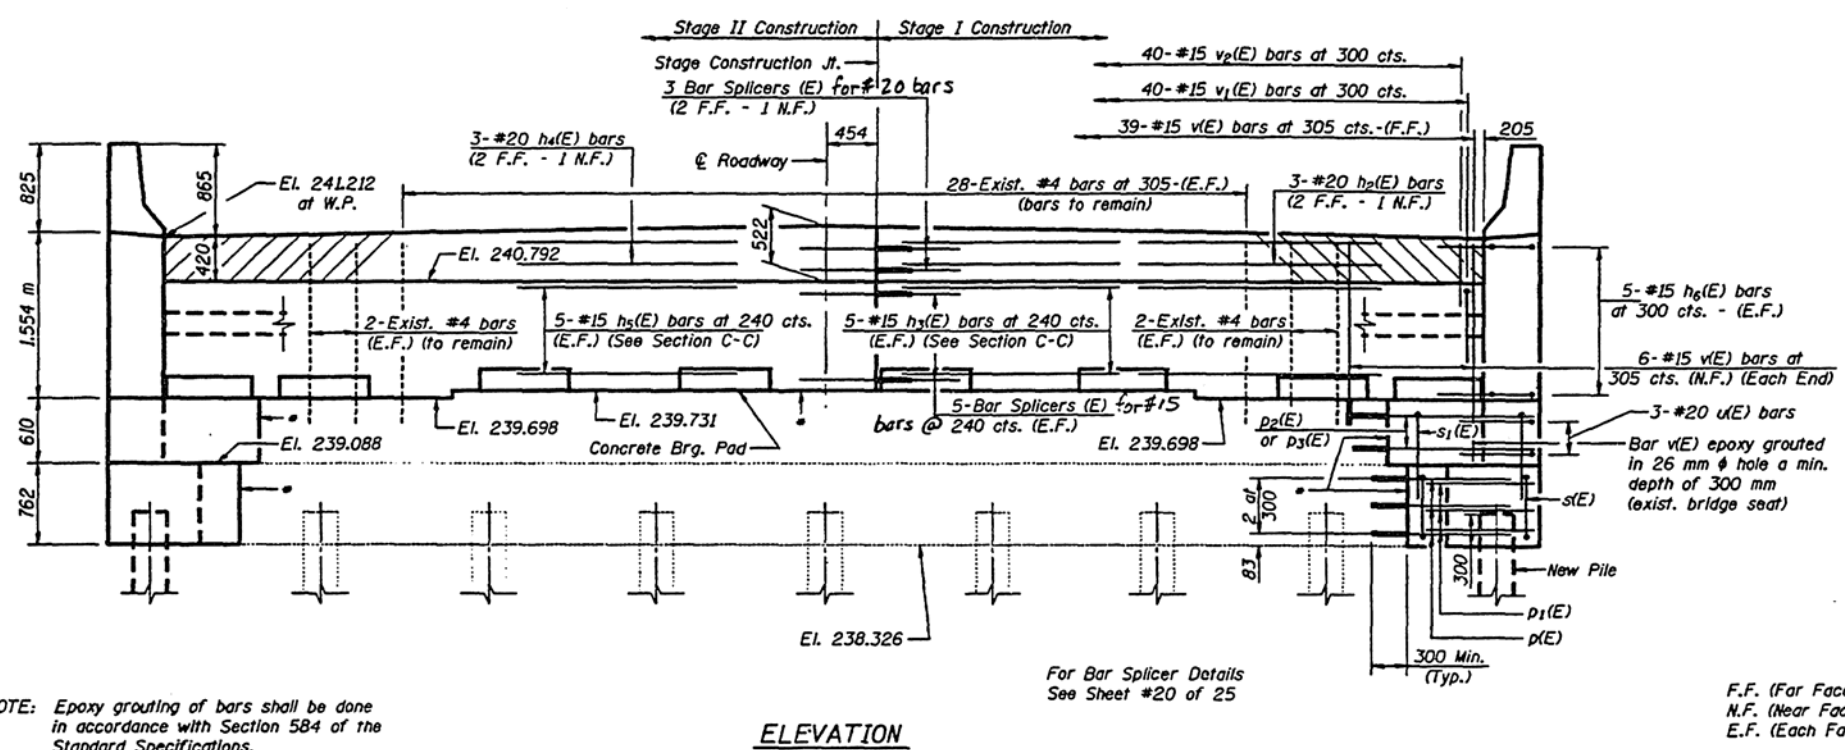 Stage II Construction
Stage I Construction
Stage Construction Jt.
3 Bar Splicers (E) for #20 bars
(2 F.F. - 1 N.F.)
40-#15 v2(E) bars at 300 cts.
40-#15 v1(E) bars at 300 cts.
39-#15 v(E) bars at 305 cts.-(F.F.)
205
3-#20 h4(E) bars
(2 F.F. - 1 N.F.)
454
℄ Roadway
825
865
El. 241.212
at W.P.
28-Exist. #4 bars at 305-(E.F.)
(bars to remain)
3-#20 h2(E) bars
(2 F.F. - 1 N.F.)
522
420
El. 240.792
1.554 m
2-Exist. #4 bars
(E.F.) (to remain)
5-#15 h5(E) bars at 240 cts.
(E.F.) (See Section C-C)
5-#15 h3(E) bars at 240 cts.
(E.F.) (See Section C-C)
2-Exist. #4 bars
(E.F.) (to remain)
5-#15 h6(E) bars
at 300 cts. - (E.F.)
6-#15 v(E) bars at
305 cts. (N.F.) (Each End)
610
El. 239.088
El. 239.698
El. 239.731
Concrete Brg. Pad
5-Bar Splicers (E) for #15
bars @ 240 cts. (E.F.)
El. 239.698
p2(E)
or p3(E)
s1(E)
3-#20 u(E) bars
Bar v(E) epoxy grouted
in 26 mm ϕ hole a min.
depth of 300 mm
(exist. bridge seat)
s(E)
762
2 at
300
83
300
New Pile
p1(E)
p(E)
El. 238.326
300 Min.
(Typ.)
For Bar Splicer Details
See Sheet #20 of 25
OTE: Epoxy grouting of bars shall be done
in accordance with Section 584 of the
Standard Specifications.
ELEVATION
F.F. (Far Face
N.F. (Near Fac
E.F. (Each Fa